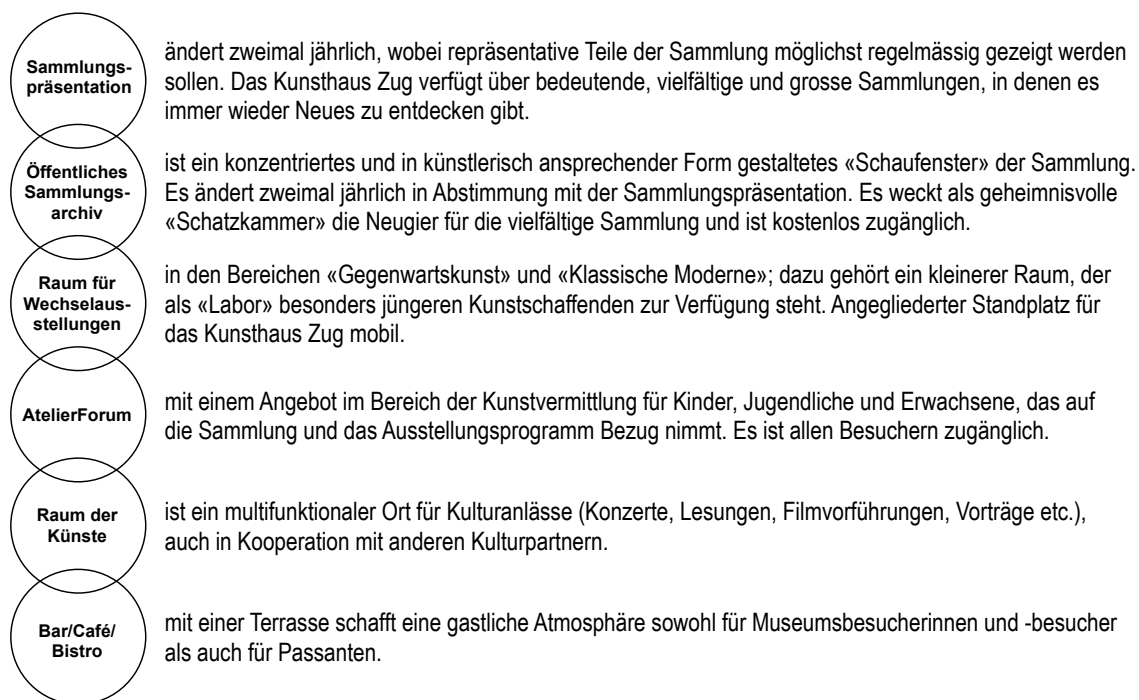 Sammlungs-
präsentation
ändert zweimal jährlich, wobei repräsentative Teile der Sammlung möglichst regelmässig gezeigt werden
sollen. Das Kunsthaus Zug verfügt über bedeutende, vielfältige und grosse Sammlungen, in denen es
immer wieder Neues zu entdecken gibt.
Öffentliches
Sammlungs-
archiv
ist ein konzentriertes und in künstlerisch ansprechender Form gestaltetes «Schaufenster» der Sammlung.
Es ändert zweimal jährlich in Abstimmung mit der Sammlungspräsentation. Es weckt als geheimnisvolle
«Schatzkammer» die Neugier für die vielfältige Sammlung und ist kostenlos zugänglich.
Raum für
Wechselaus-
stellungen
in den Bereichen «Gegenwartskunst» und «Klassische Moderne»; dazu gehört ein kleinerer Raum, der
als «Labor» besonders jüngeren Kunstschaffenden zur Verfügung steht. Angegliederter Standplatz für
das Kunsthaus Zug mobil.
AtelierForum
mit einem Angebot im Bereich der Kunstvermittlung für Kinder, Jugendliche und Erwachsene, das auf
die Sammlung und das Ausstellungsprogramm Bezug nimmt. Es ist allen Besuchern zugänglich.
Raum der
Künste
ist ein multifunktionaler Ort für Kulturanlässe (Konzerte, Lesungen, Filmvorführungen, Vorträge etc.),
auch in Kooperation mit anderen Kulturpartnern.
Bar/Café/
Bistro
mit einer Terrasse schafft eine gastliche Atmosphäre sowohl für Museumsbesucherinnen und -besucher
als auch für Passanten.